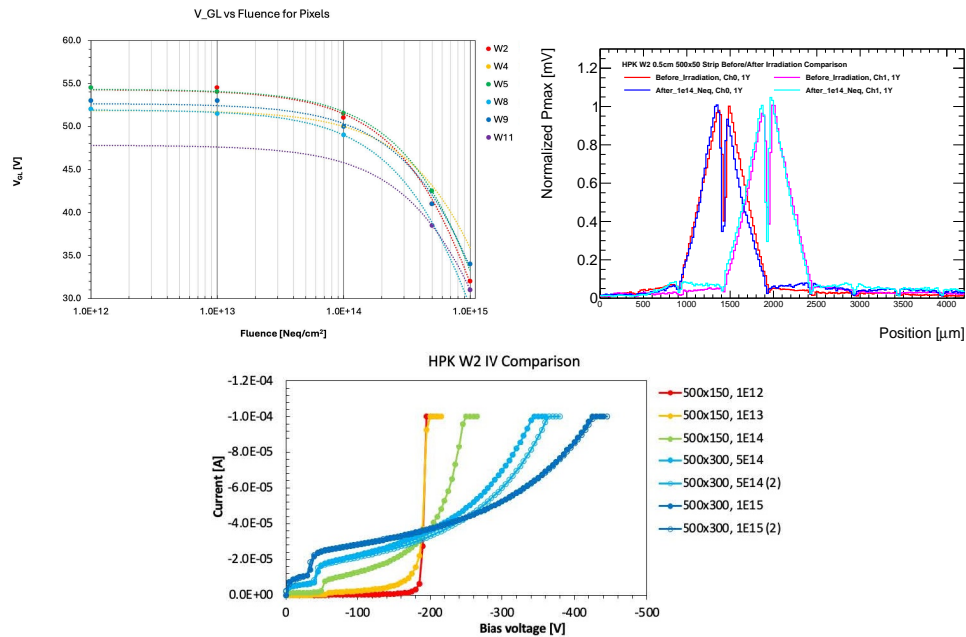 V_GL vs Fluence for Pixels
60.0
55.0
50.0
45.0
40.0
35.0
30.0
V_GL [V]
1.0E+12
1.0E+13
1.0E+14
1.0E+15
Fluence [Neq/cm²]
W2
W4
W5
W8
W9
W11
Normalized Pmax [mV]
1.2
1
0.8
0.6
0.4
0.2
0
HPK W2 0.5cm 500x50 Strip Before/After Irradiation Comparison
Before_Irradiation, Ch0, 1Y
Before_Irradiation, Ch1, 1Y
After_1e14_Neq, Ch0, 1Y
After_1e14_Neq, Ch1, 1Y
0
500
1000
1500
2000
2500
3000
3500
4000
Position [μm]
HPK W2 IV Comparison
-1.2E-04
-1.0E-04
-8.0E-05
-6.0E-05
-4.0E-05
-2.0E-05
0.0E+00
Current [A]
0
-100
-200
-300
-400
-500
Bias voltage [V]
500x150, 1E12
500x150, 1E13
500x150, 1E14
500x300, 5E14
500x300, 5E14 (2)
500x300, 1E15
500x300, 1E15 (2)